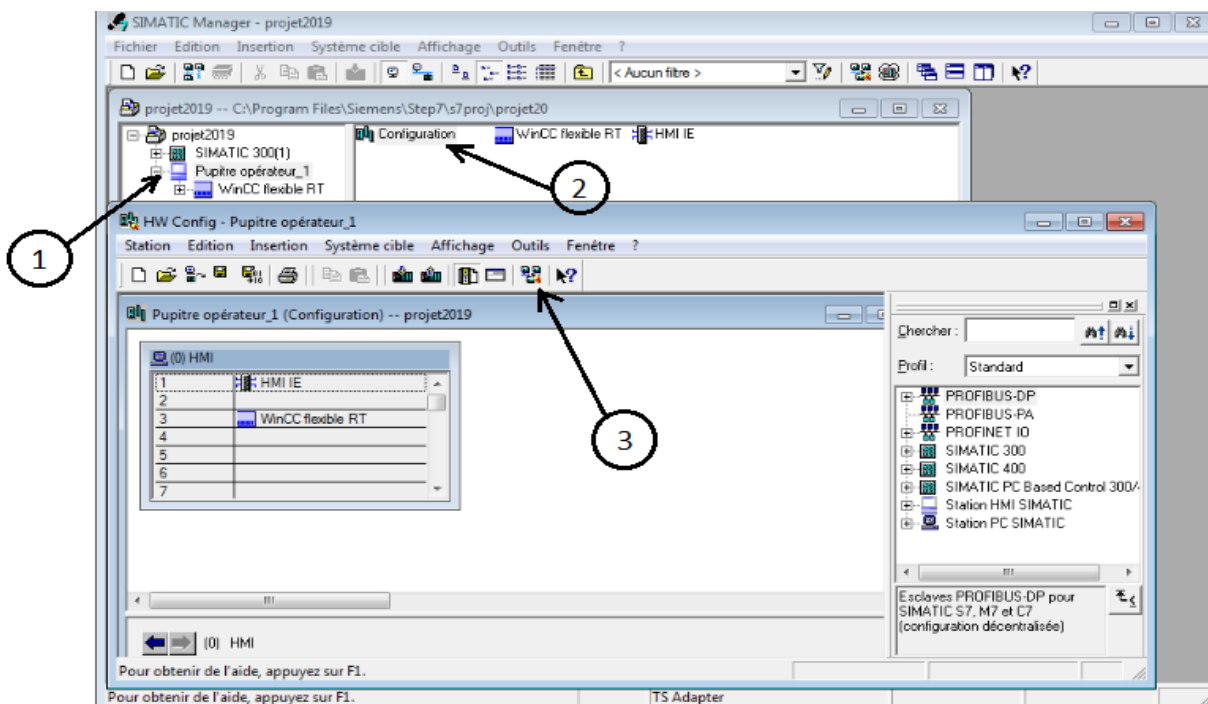 SIMATIC Manager - projet2019
Fichier Edition Insertion Système cible Affichage Outils Fenêtre ?
< Aucun filtre >
projet2019 -- C:\Program Files\Siemens\Step7\s7proj\projet20
projet2019
SIMATIC 300(1)
Pupitre opérateur_1
WinCC flexible RT
Configuration WinCC flexible RT HMI IE
1
2
HW Config - Pupitre opérateur_1
Station Edition Insertion Système cible Affichage Outils Fenêtre ?
Pupitre opérateur_1 (Configuration) -- projet2019
(0) HMI
1 HMI IE
2
3 WinCC flexible RT
4
5
6
7
3
Chercher :
Profil : Standard
PROFIBUS-DP
PROFIBUS-PA
PROFINET IO
SIMATIC 300
SIMATIC 400
SIMATIC PC Based Control 300/
Station HMI SIMATIC
Station PC SIMATIC
Esclaves PROFIBUS-DP pour
SIMATIC S7, M7 et C7
(configuration décentralisée)
(0) HMI
Pour obtenir de l'aide, appuyez sur F1.
Pour obtenir de l'aide, appuyez sur F1. TS Adapter